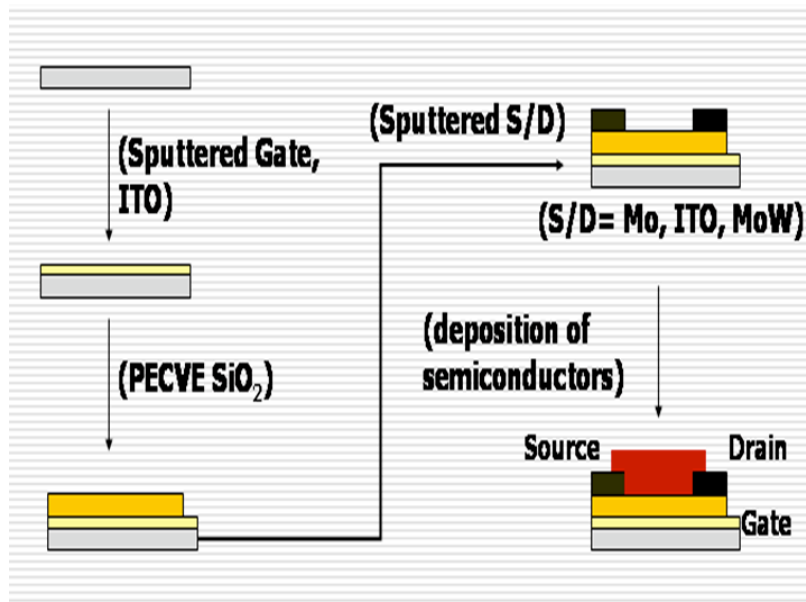 (Sputtered Gate,
ITO)
(PECVE SiO₂)
(Sputtered S/D)
(S/D= Mo, ITO, MoW)
(deposition of
semiconductors)
Source Drain
Gate